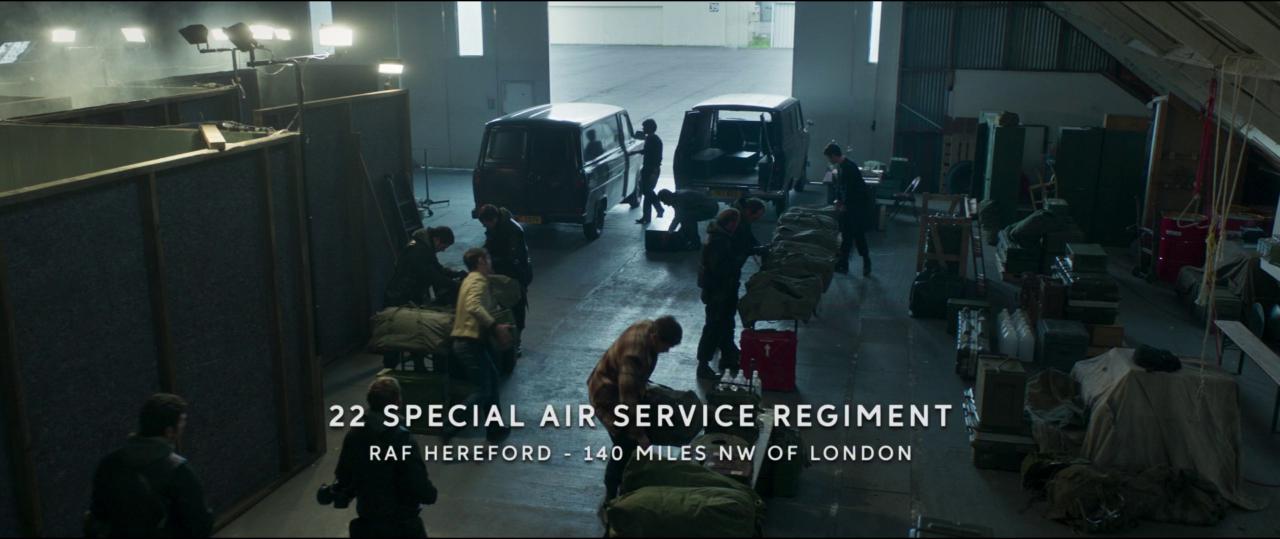 22 SPECIAL AIR SERVICE REGIMENT
RAF HEREFORD - 140 MILES NW OF LONDON